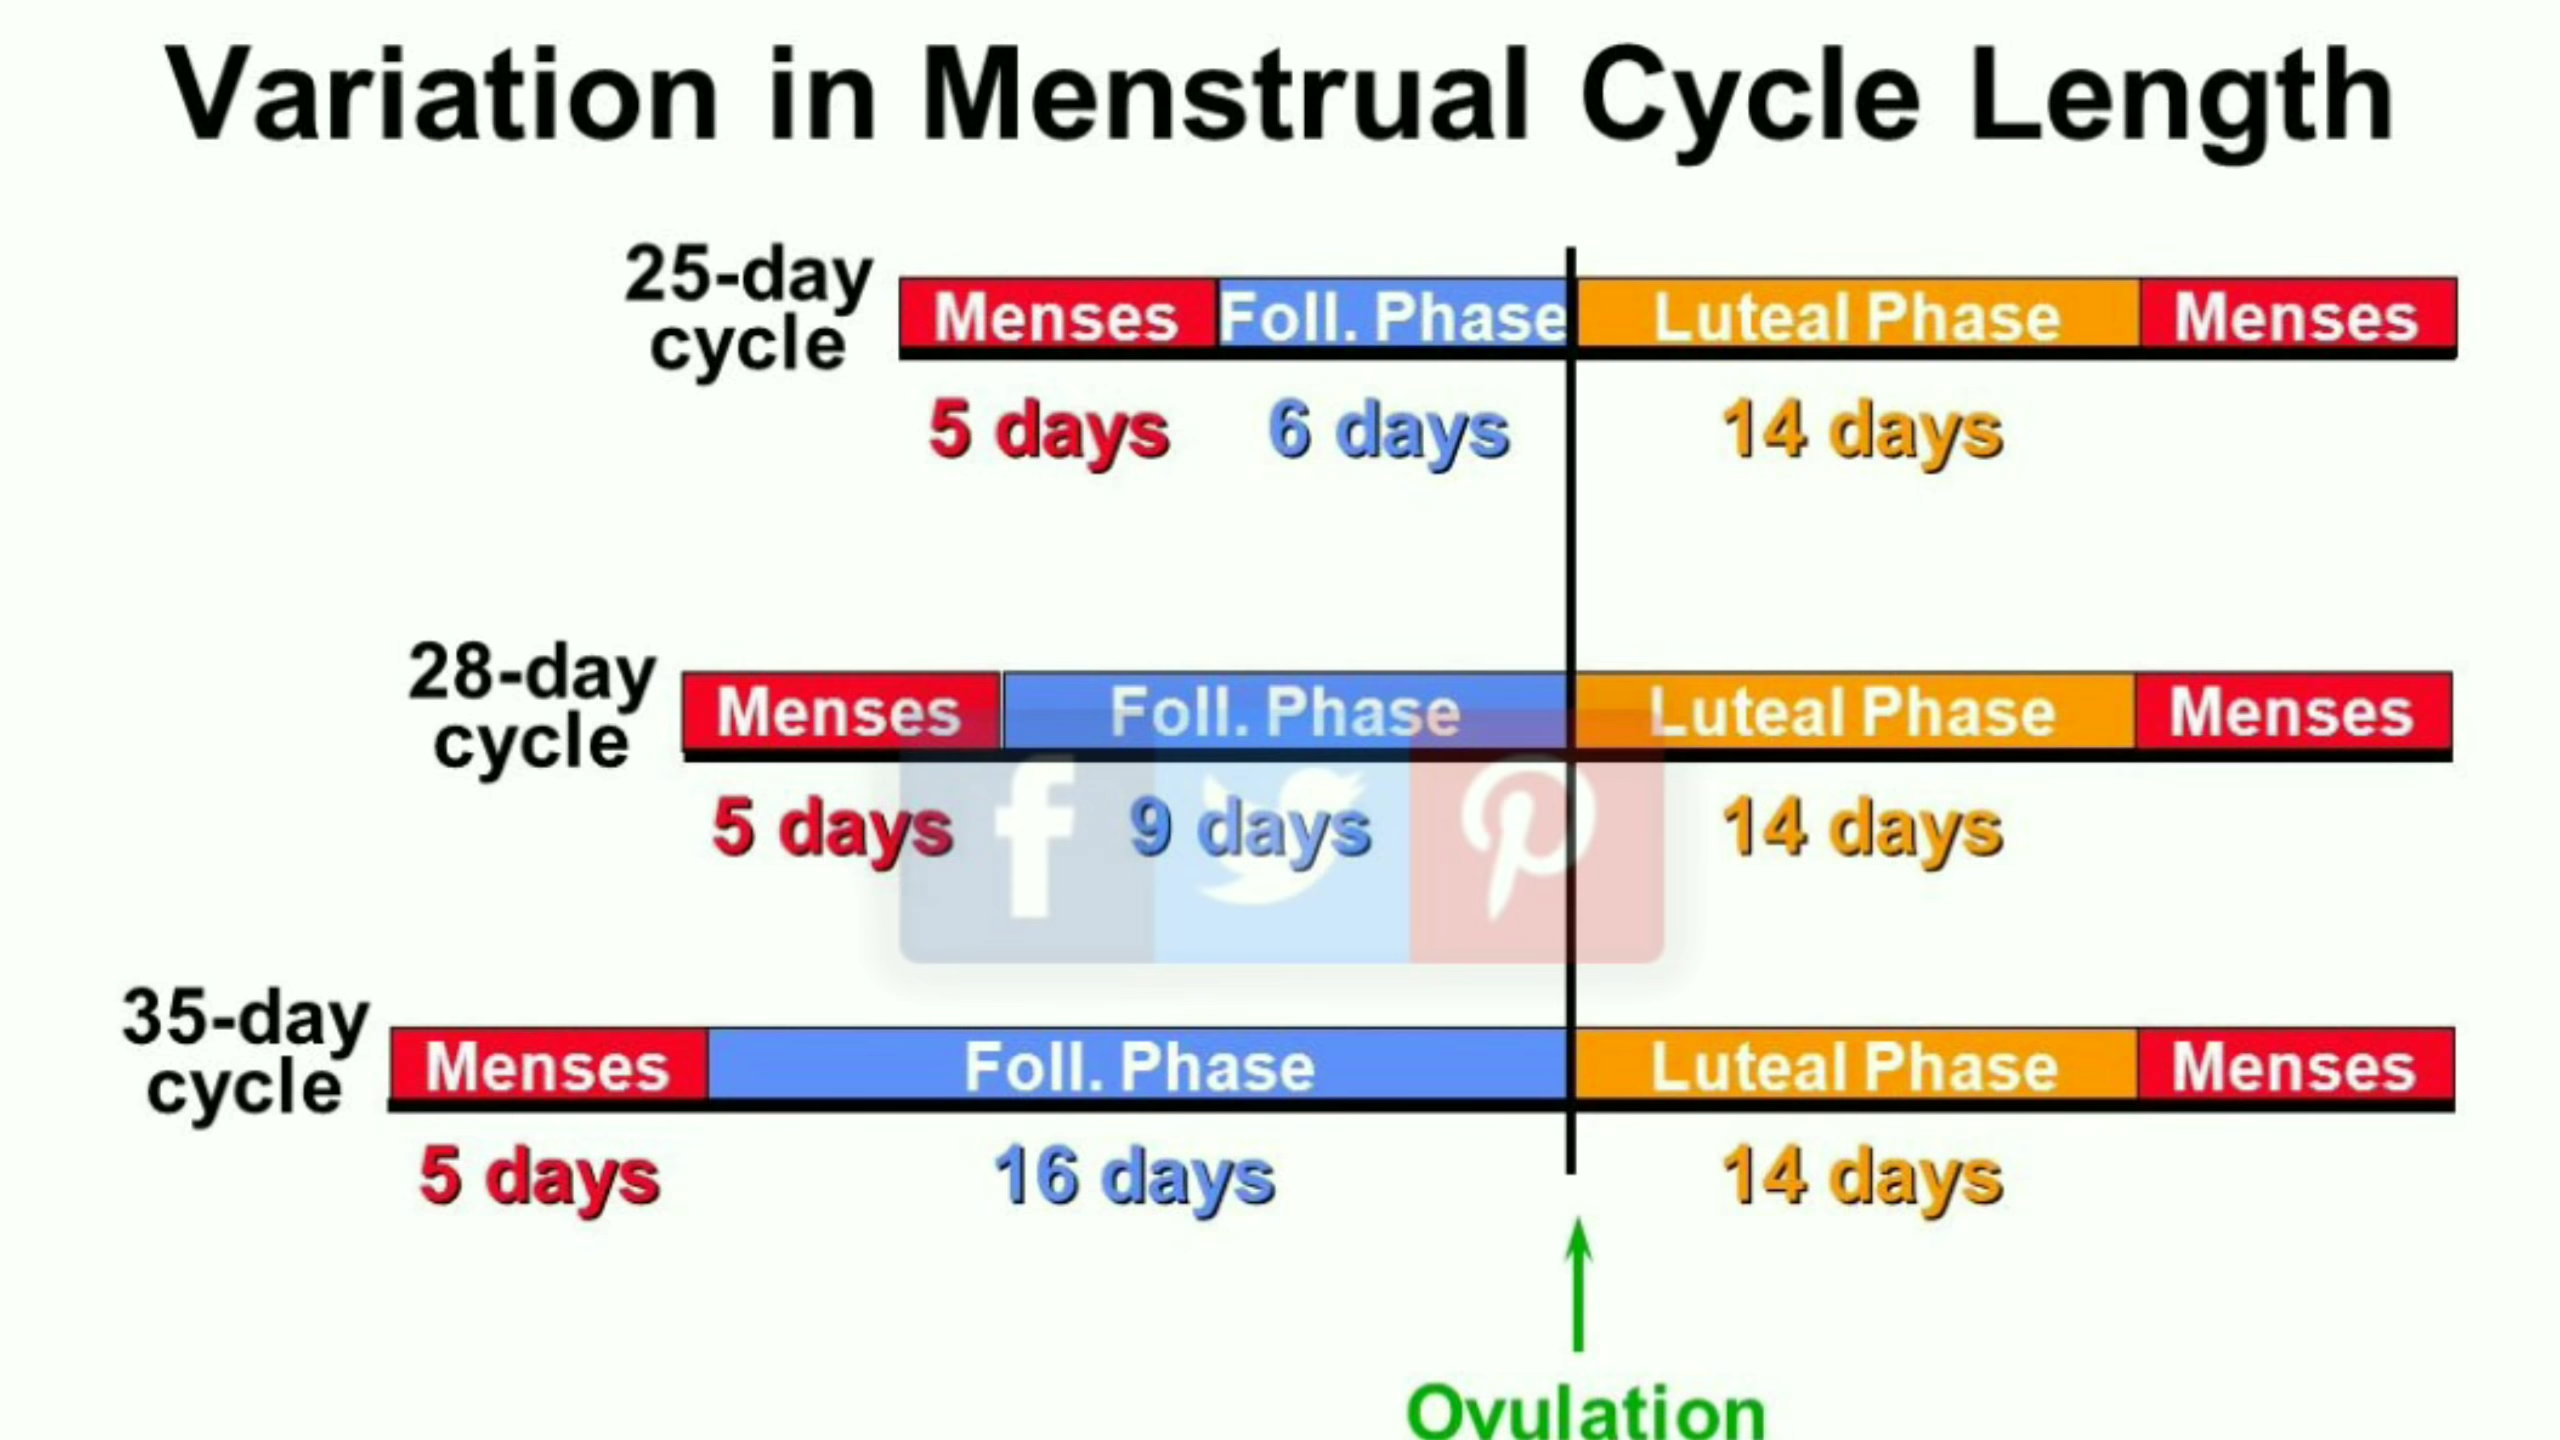 Variation in Menstrual Cycle Length
25-day
cycle
Menses Foll. Phase Luteal Phase Menses
5 days 6 days 14 days
28-day
cycle
Menses Foll. Phase Luteal Phase Menses
5 days 9 days 14 days
35-day
cycle
Menses Foll. Phase Luteal Phase Menses
5 days 16 days 14 days
Ovulation